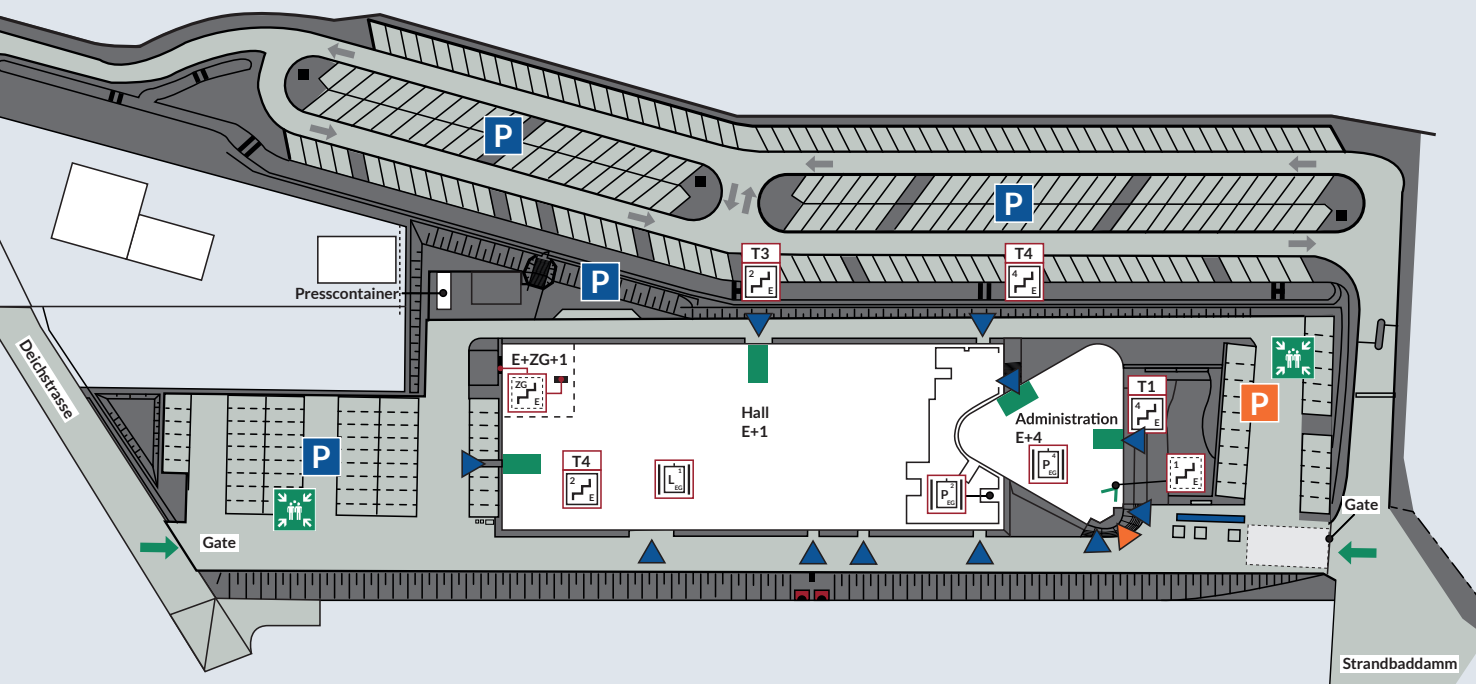 P
P
T3
2
E
T4
4
E
P
Presscontainer
Deichstrasse
E+ZG+1
ZG
E
T1
4
E
P
Hall
E+1
Administration
E+4
P
4
EG
P
T4
2
E
L
1
EG
P
2
EG
1
E
Gate
Gate
Strandbaddamm